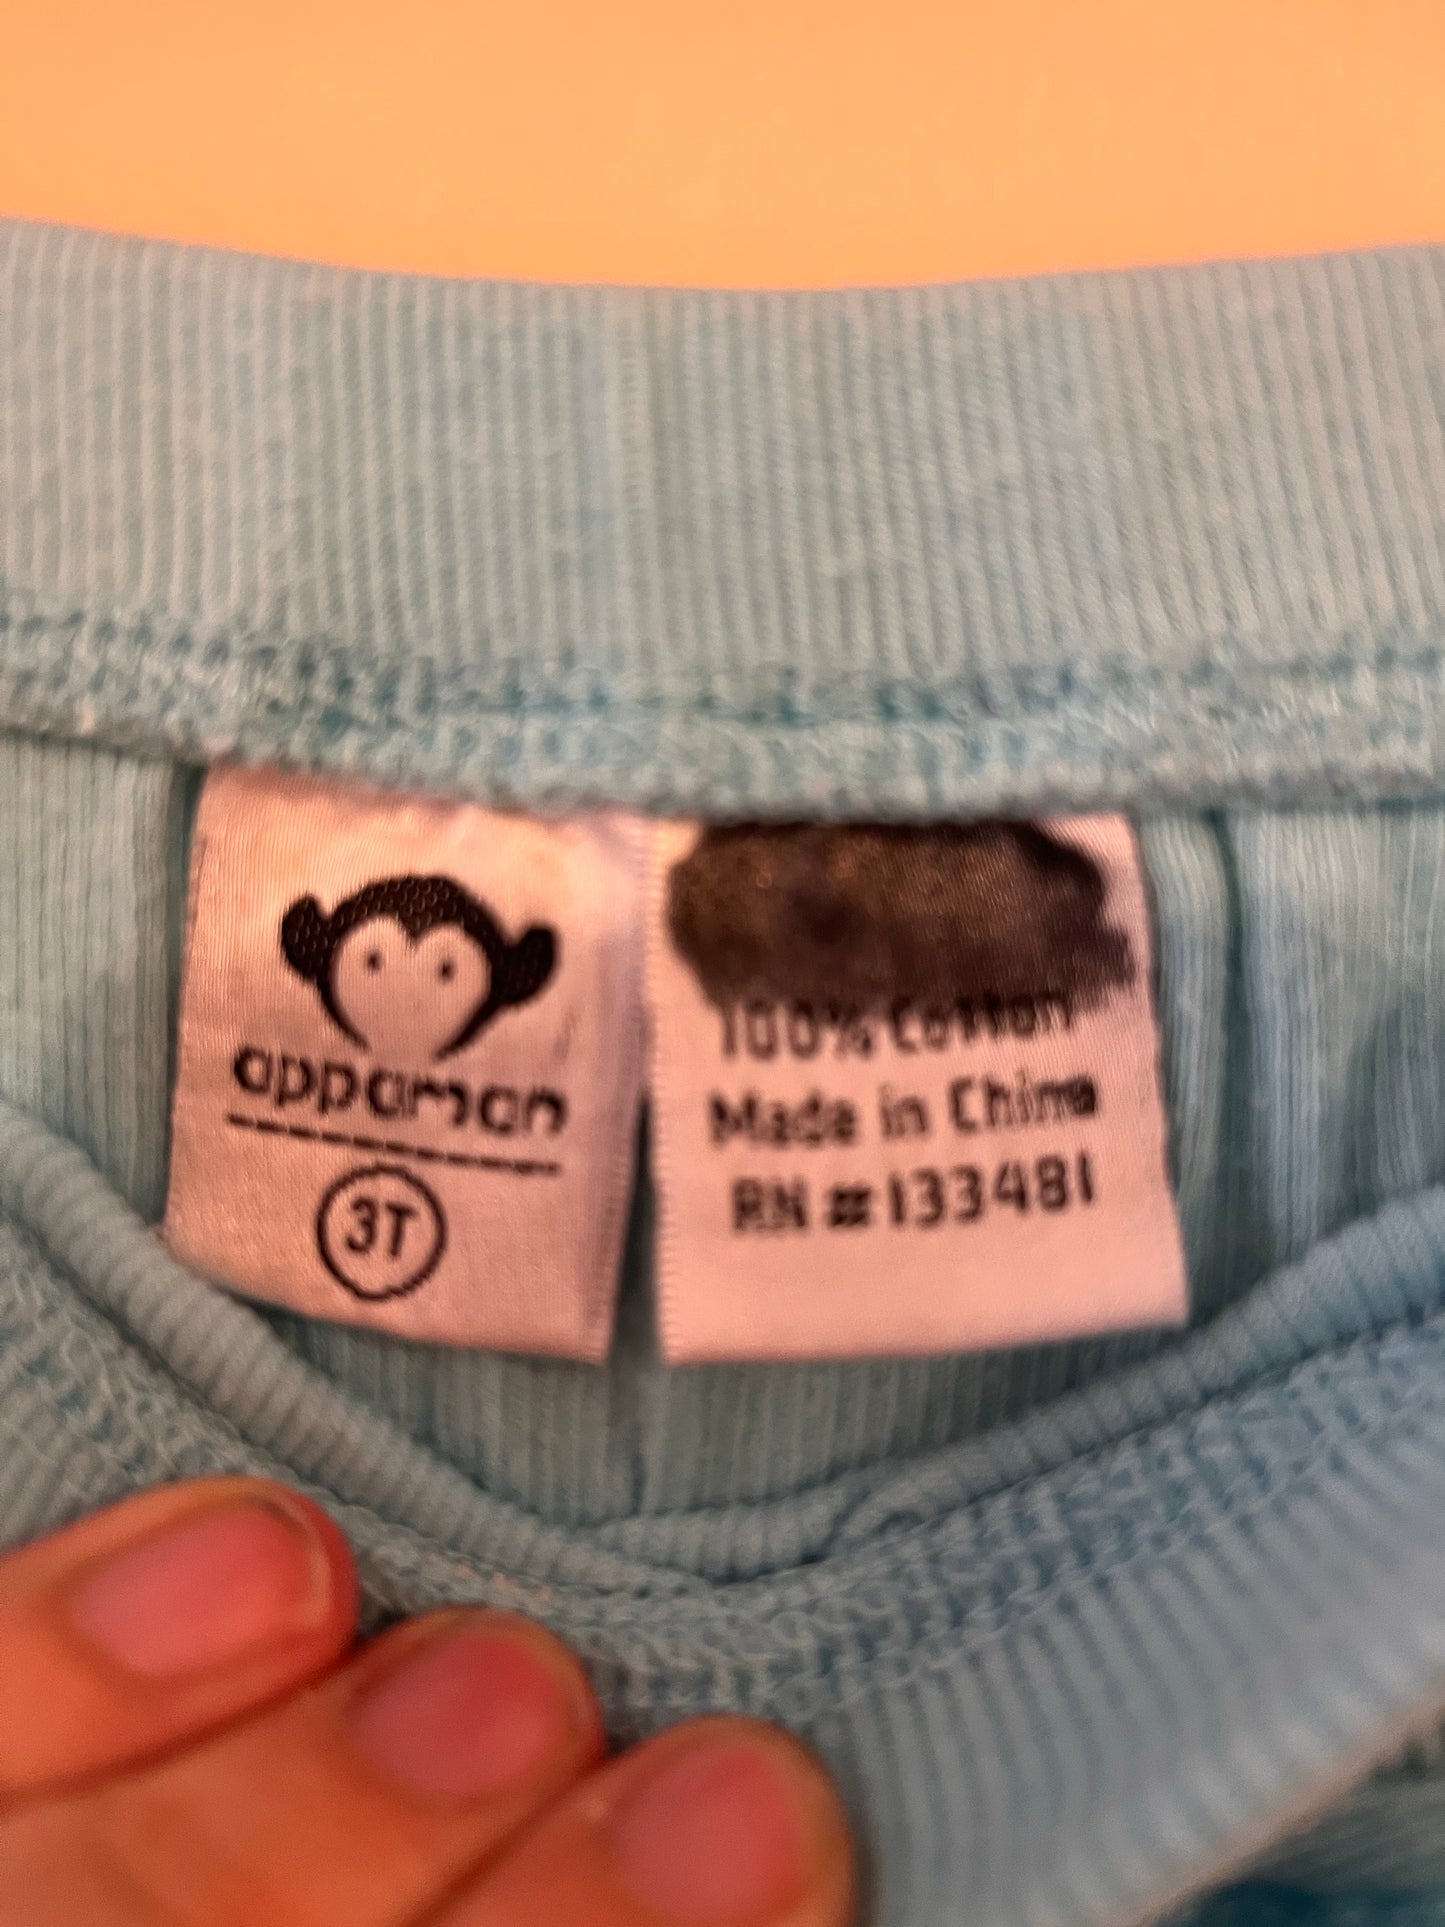 appaman
3T
100% Cotton
Made in China
RN #133481